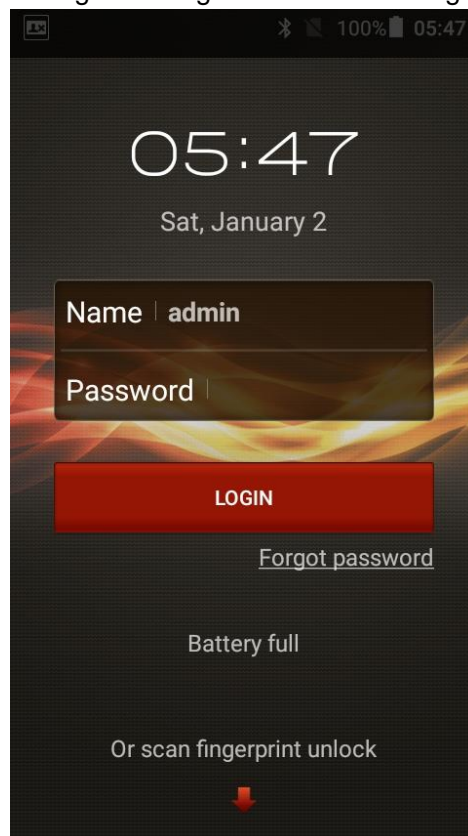 100% 05:47
05:47
Sat, January 2
Name admin
Password
LOGIN
Forgot password
Battery full
Or scan fingerprint unlock